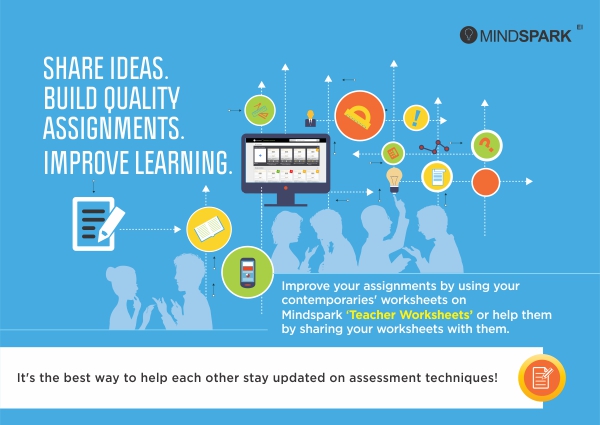 MINDSPARK
SHARE IDEAS.
BUILD QUALITY
ASSIGNMENTS.
IMPROVE LEARNING.
Improve your assignments by using your
contemporaries' worksheets on
Mindspark ‘Teacher Worksheets’ or help them
by sharing your worksheets with them.
It's the best way to help each other stay updated on assessment techniques!